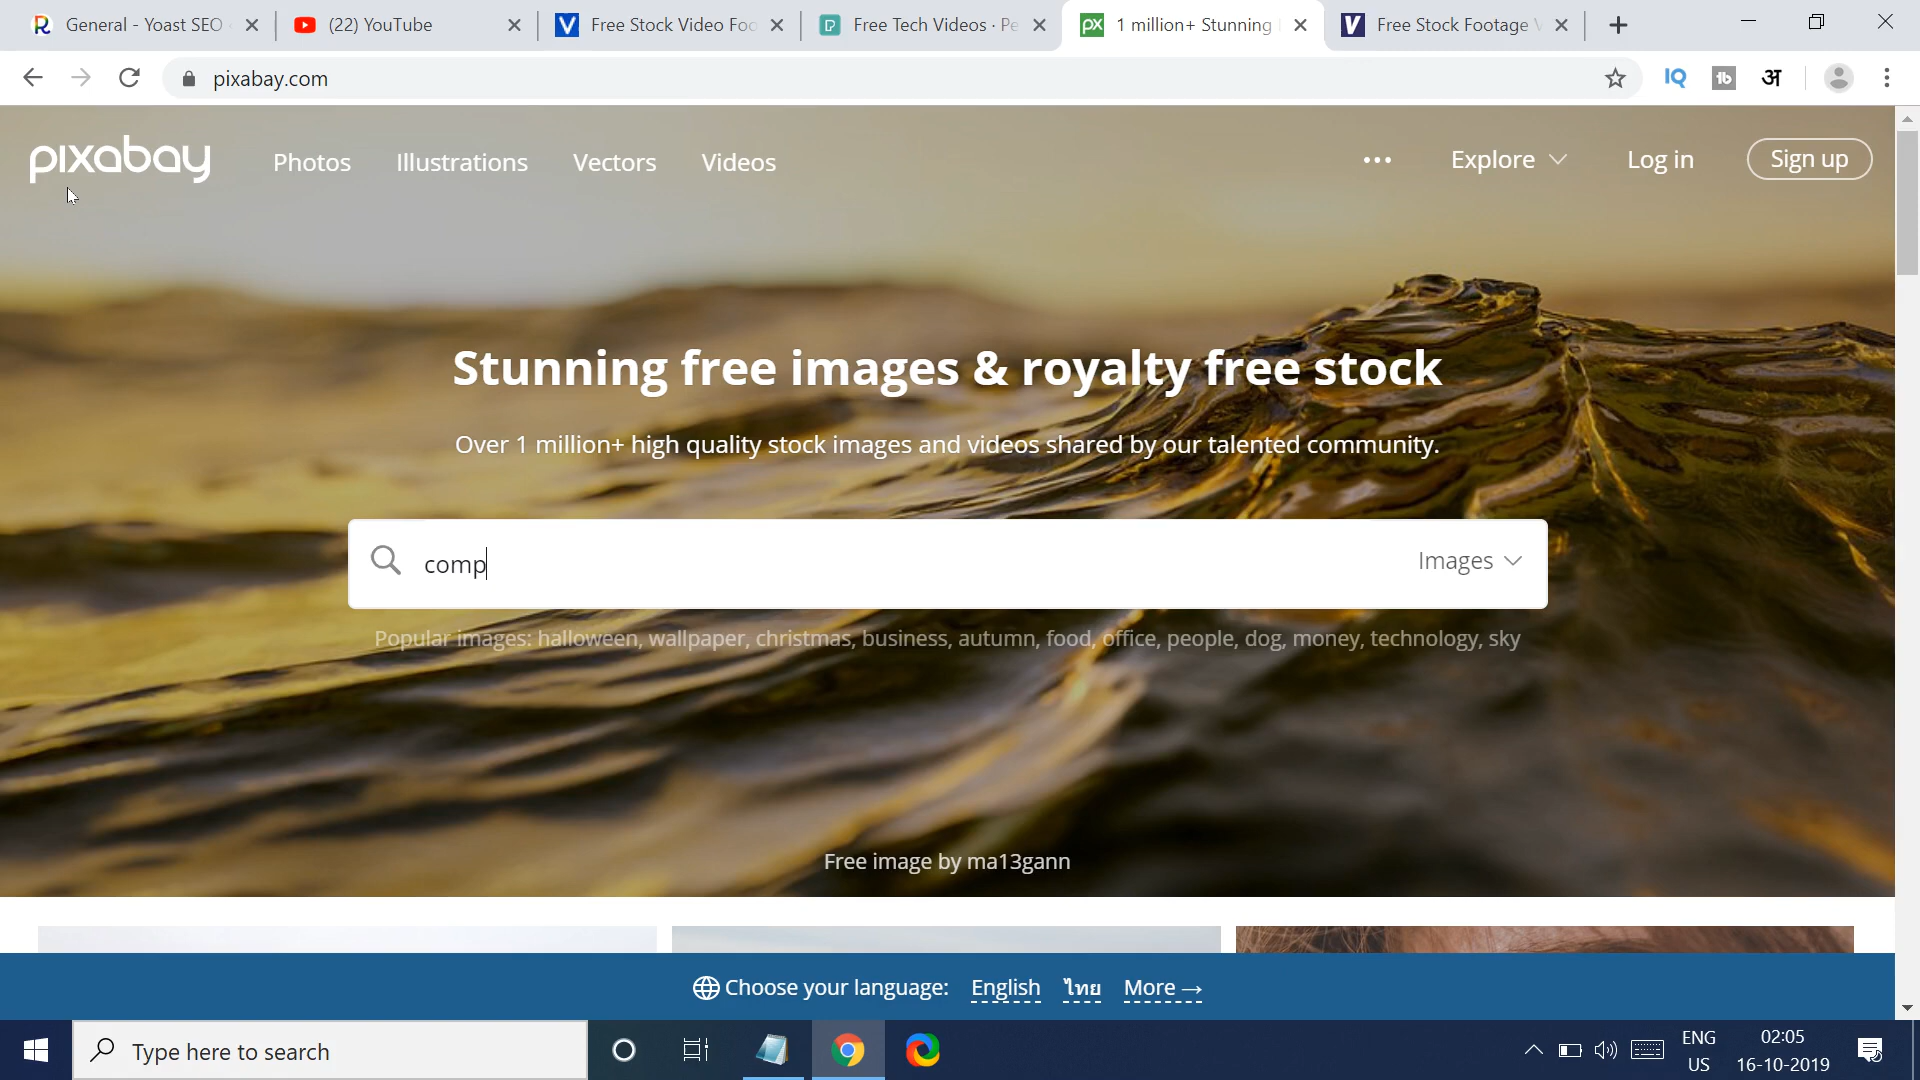 General - Yoast SEO
(22) YouTube
Free Stock Video Foo
Free Tech Videos · Pe
px
1 million+ Stunning
Free Stock Footage V
pixabay.com
IQ
tb
अ
pixabay
Photos
Illustrations
Vectors
Videos
Explore
Log in
Sign up
Stunning free images & royalty free stock
Over 1 million+ high quality stock images and videos shared by our talented community.
comp
Images
Popular images: halloween, wallpaper, christmas, business, autumn, food, office, people, dog, money, technology, sky
Free image by ma13gann
Choose your language: English ไทย More →
Type here to search
ENG
US
02:05
16-10-2019